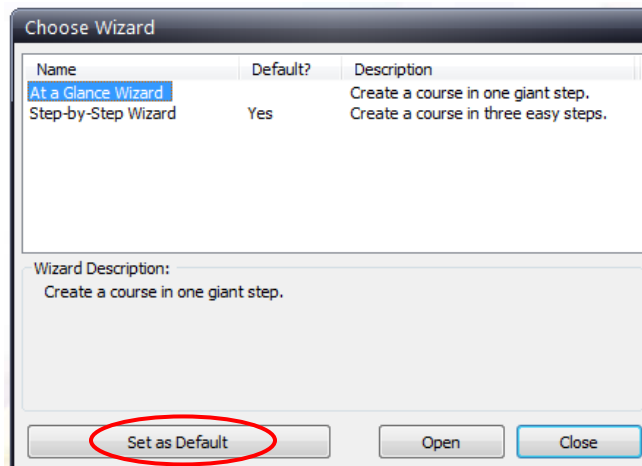 Choose Wizard
Name Default? Description
At a Glance Wizard Create a course in one giant step.
Step-by-Step Wizard Yes Create a course in three easy steps.
Wizard Description:
Create a course in one giant step.
Set as Default Open Close